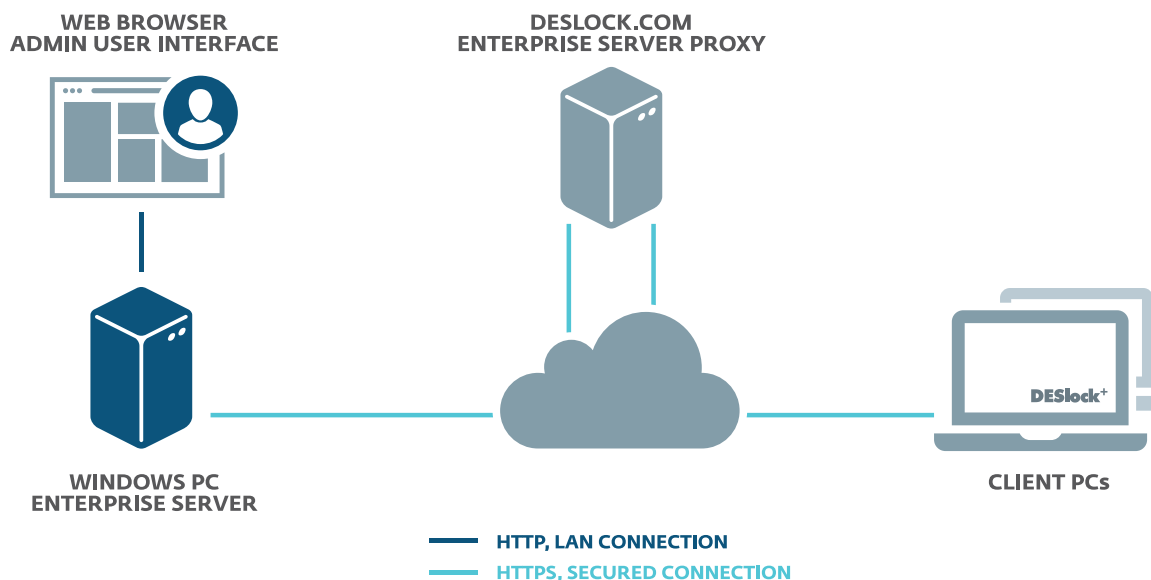 WEB BROWSER
ADMIN USER INTERFACE
DESLOCK.COM
ENTERPRISE SERVER PROXY
DESlock+
WINDOWS PC
ENTERPRISE SERVER
CLIENT PCs
HTTP, LAN CONNECTION
HTTPS, SECURED CONNECTION